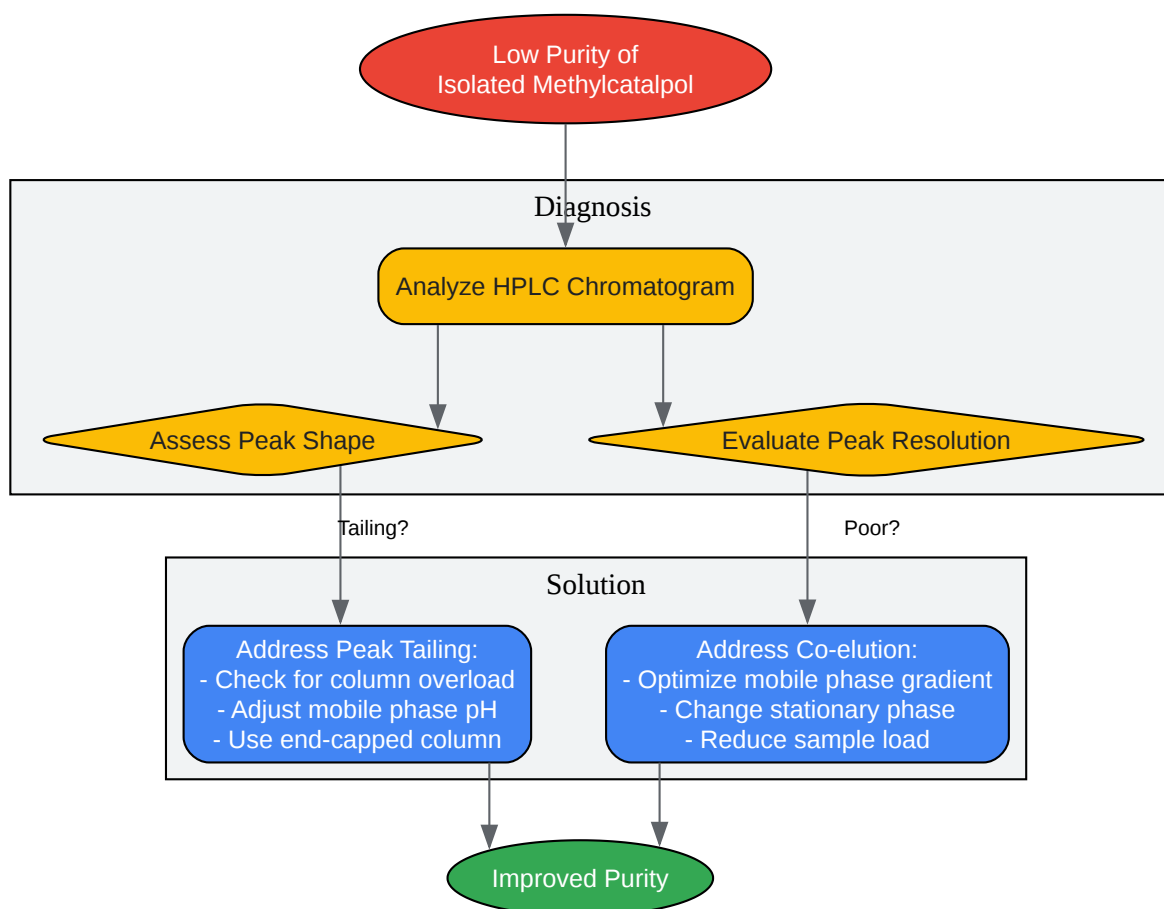 Low Purity of
Isolated Methylcatalpol
Diagnosis
Analyze HPLC Chromatogram
Assess Peak Shape
Evaluate Peak Resolution
Tailing?
Poor?
Solution
Address Peak Tailing:
- Check for column overload
- Adjust mobile phase pH
- Use end-capped column
Address Co-elution:
- Optimize mobile phase gradient
- Change stationary phase
- Reduce sample load
Improved Purity